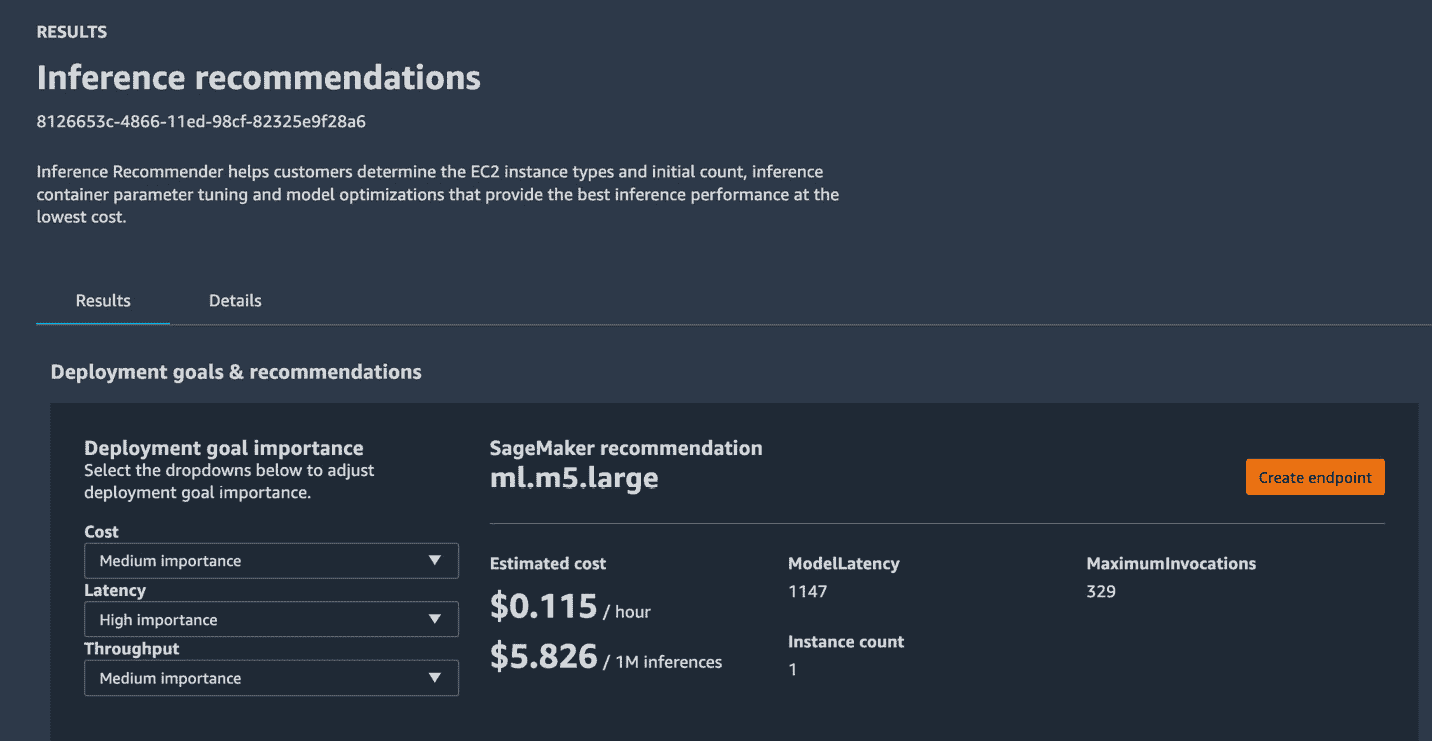 RESULTS
Inference recommendations
8126653c-4866-11ed-98cf-82325e9f28a6
Inference Recommender helps customers determine the EC2 instance types and initial count, inference
container parameter tuning and model optimizations that provide the best inference performance at the
lowest cost.
Results Details
Deployment goals & recommendations
Deployment goal importance
Select the dropdowns below to adjust
deployment goal importance.
Cost
Medium importance
Latency
High importance
Throughput
Medium importance
SageMaker recommendation
ml.m5.large
Create endpoint
Estimated cost
$0.115 / hour
$5.826 / 1M inferences
ModelLatency
1147
Instance count
1
MaximumInvocations
329